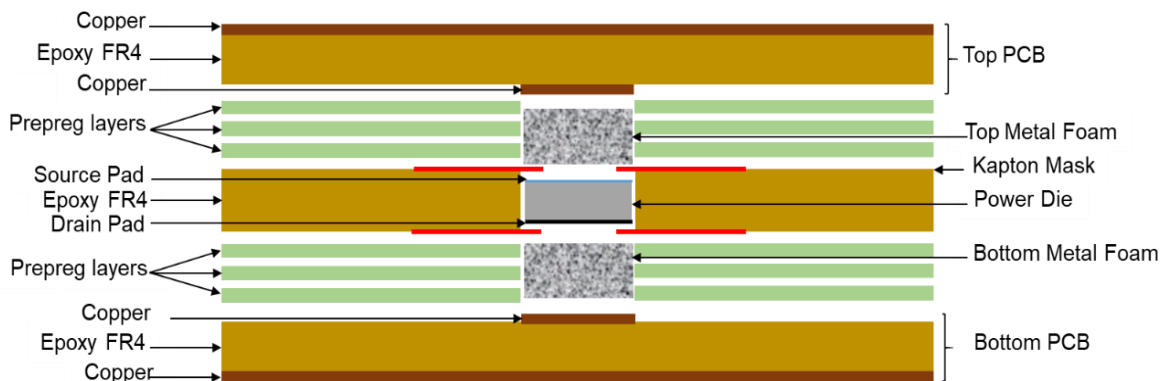 Copper
Epoxy FR4
Top PCB
Copper
Prepreg layers
Top Metal Foam
Kapton Mask
Source Pad
Epoxy FR4
Power Die
Drain Pad
Bottom Metal Foam
Prepreg layers
Copper
Epoxy FR4
Bottom PCB
Copper